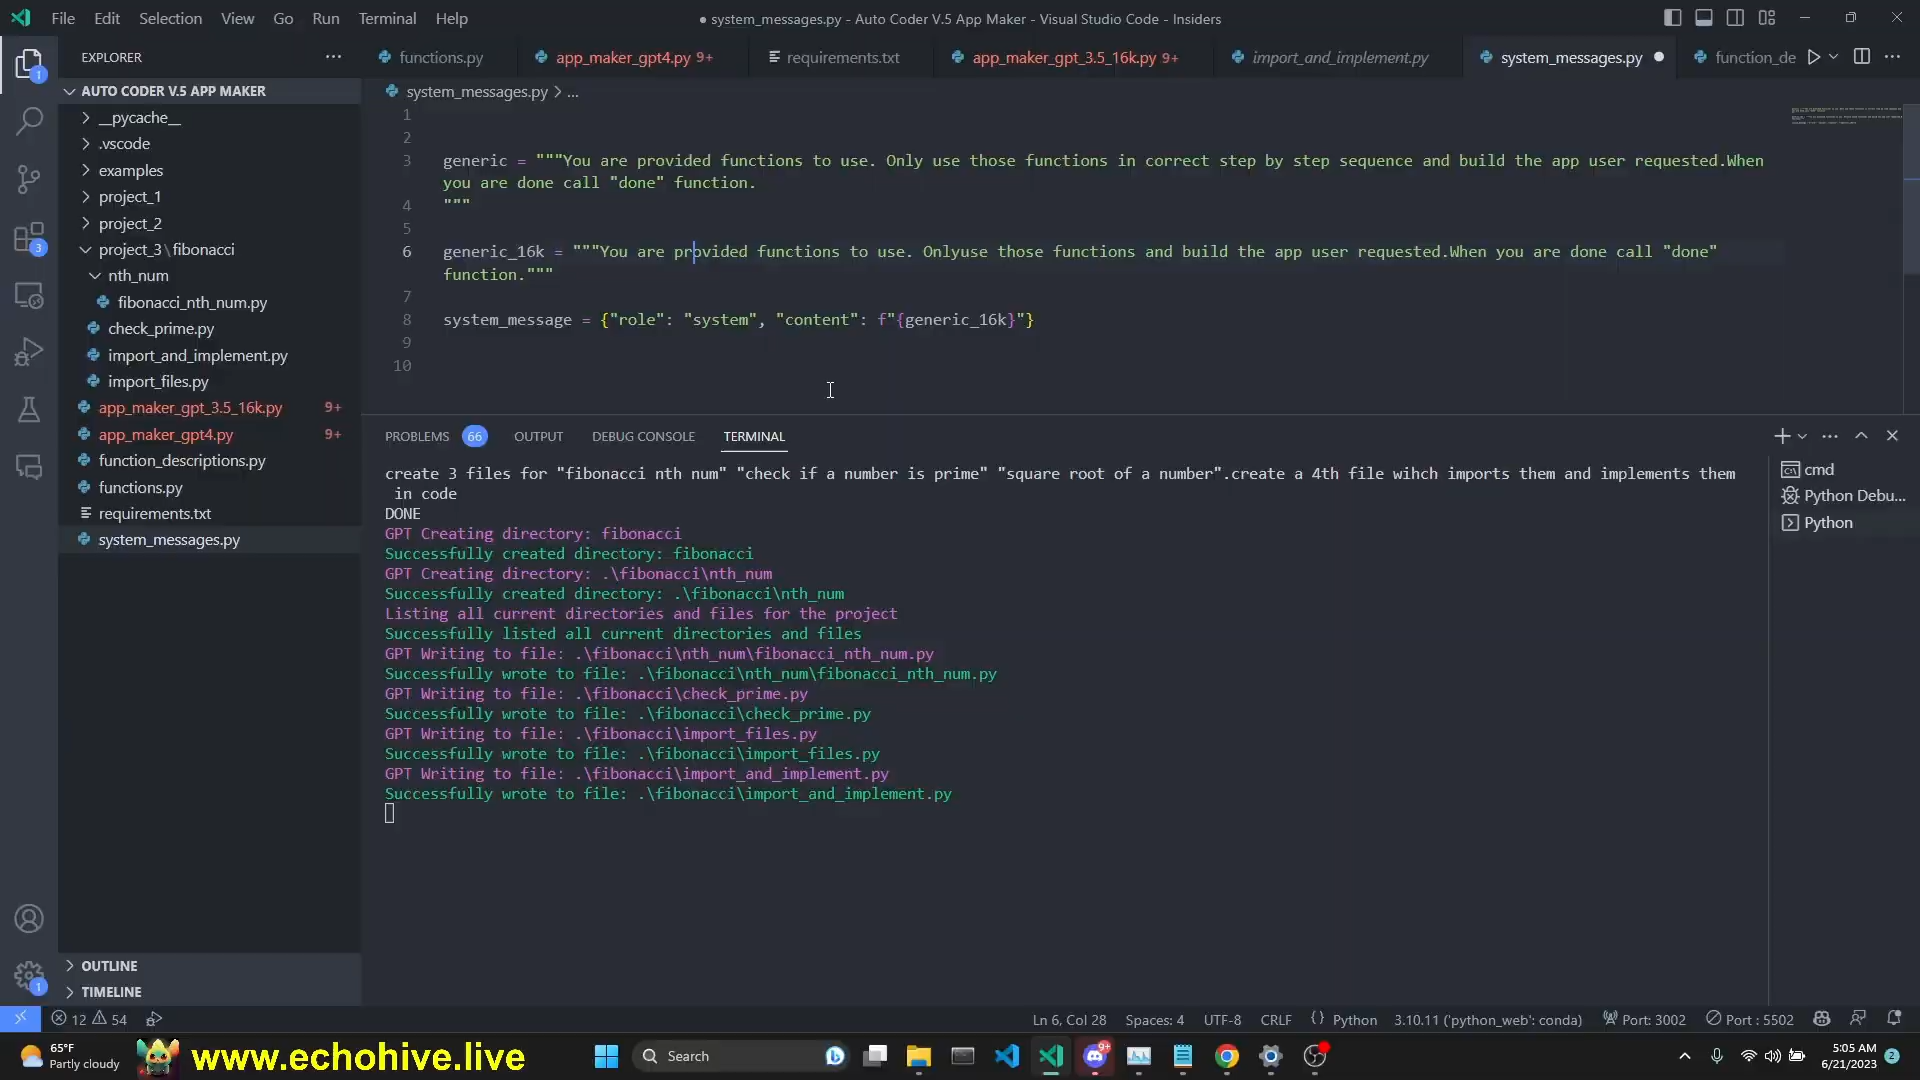 File Edit Selection View Go Run Terminal Help
● system_messages.py - Auto Coder V.5 App Maker - Visual Studio Code - Insiders
EXPLORER
functions.py
app_maker_gpt4.py 9+
requirements.txt
app_maker_gpt_3.5_16k.py 9+
import_and_implement.py
system_messages.py
function_de
AUTO CODER V.5 APP MAKER
__pycache__
.vscode
examples
project_1
project_2
project_3\fibonacci
nth_num
fibonacci_nth_num.py
check_prime.py
import_and_implement.py
import_files.py
app_maker_gpt_3.5_16k.py 9+
app_maker_gpt4.py 9+
function_descriptions.py
functions.py
requirements.txt
system_messages.py
OUTLINE
TIMELINE
system_messages.py > ...
1
2
3 generic = """You are provided functions to use. Only use those functions in correct step by step sequence and build the app user requested.When
you are done call "done" function.
4 """
5
6 generic_16k = """You are provided functions to use. Onlyuse those functions and build the app user requested.When you are done call "done"
function."""
7
8 system_message = {"role": "system", "content": f"{generic_16k}"}
9
10
PROBLEMS 66 OUTPUT DEBUG CONSOLE TERMINAL
create 3 files for "fibonacci nth num" "check if a number is prime" "square root of a number".create a 4th file wihch imports them and implements them
in code
DONE
GPT Creating directory: fibonacci
Successfully created directory: fibonacci
GPT Creating directory: .\fibonacci\nth_num
Successfully created directory: .\fibonacci\nth_num
Listing all current directories and files for the project
Successfully listed all current directories and files
GPT Writing to file: .\fibonacci\nth_num\fibonacci_nth_num.py
Successfully wrote to file: .\fibonacci\nth_num\fibonacci_nth_num.py
GPT Writing to file: .\fibonacci\check_prime.py
Successfully wrote to file: .\fibonacci\check_prime.py
GPT Writing to file: .\fibonacci\import_files.py
Successfully wrote to file: .\fibonacci\import_files.py
GPT Writing to file: .\fibonacci\import_and_implement.py
Successfully wrote to file: .\fibonacci\import_and_implement.py
cmd
Python Debu...
Python
1
3
1
12 54
Ln 6, Col 28 Spaces: 4 UTF-8 CRLF {} Python 3.10.11 ('python_web': conda) Port: 3002 Port : 5502
65°F
Partly cloudy
www.echohive.live
Search
9+
5:05 AM
6/21/2023
2